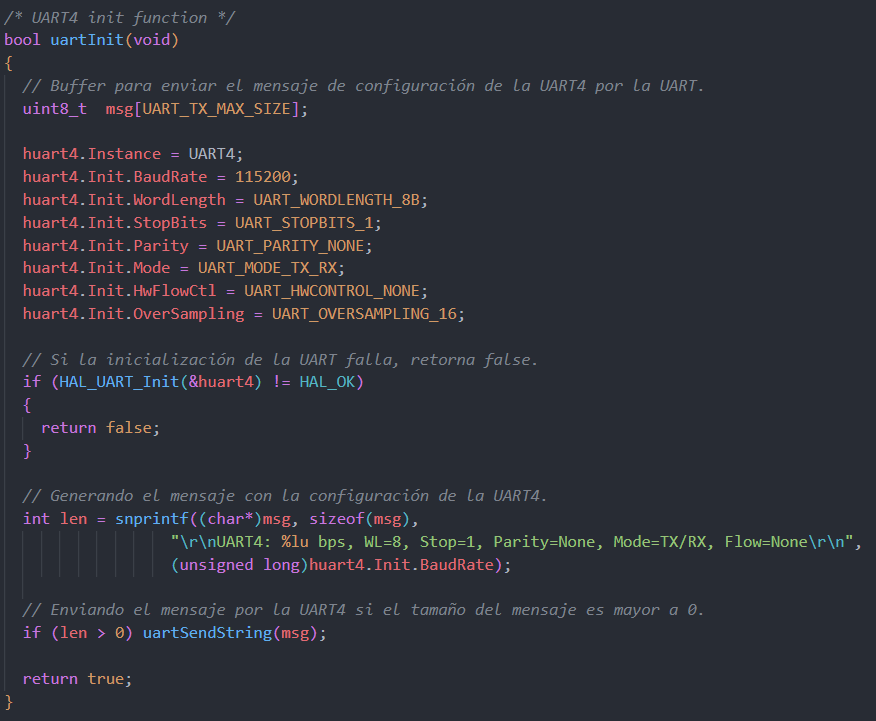 /* UART4 init function */
bool uartInit(void)
{
  // Buffer para enviar el mensaje de configuración de la UART4 por la UART.
  uint8_t  msg[UART_TX_MAX_SIZE];

  huart4.Instance = UART4;
  huart4.Init.BaudRate = 115200;
  huart4.Init.WordLength = UART_WORDLENGTH_8B;
  huart4.Init.StopBits = UART_STOPBITS_1;
  huart4.Init.Parity = UART_PARITY_NONE;
  huart4.Init.Mode = UART_MODE_TX_RX;
  huart4.Init.HwFlowCtl = UART_HWCONTROL_NONE;
  huart4.Init.OverSampling = UART_OVERSAMPLING_16;

  // Si la inicialización de la UART falla, retorna false.
  if (HAL_UART_Init(&huart4) != HAL_OK)
  {
    return false;
  }

  // Generando el mensaje con la configuración de la UART4.
  int len = snprintf((char*)msg, sizeof(msg),
                  "\r\nUART4: %lu bps, WL=8, Stop=1, Parity=None, Mode=TX/RX, Flow=None\r\n",
                  (unsigned long)huart4.Init.BaudRate);

  // Enviando el mensaje por la UART4 si el tamaño del mensaje es mayor a 0.
  if (len > 0) uartSendString(msg);

  return true;
}